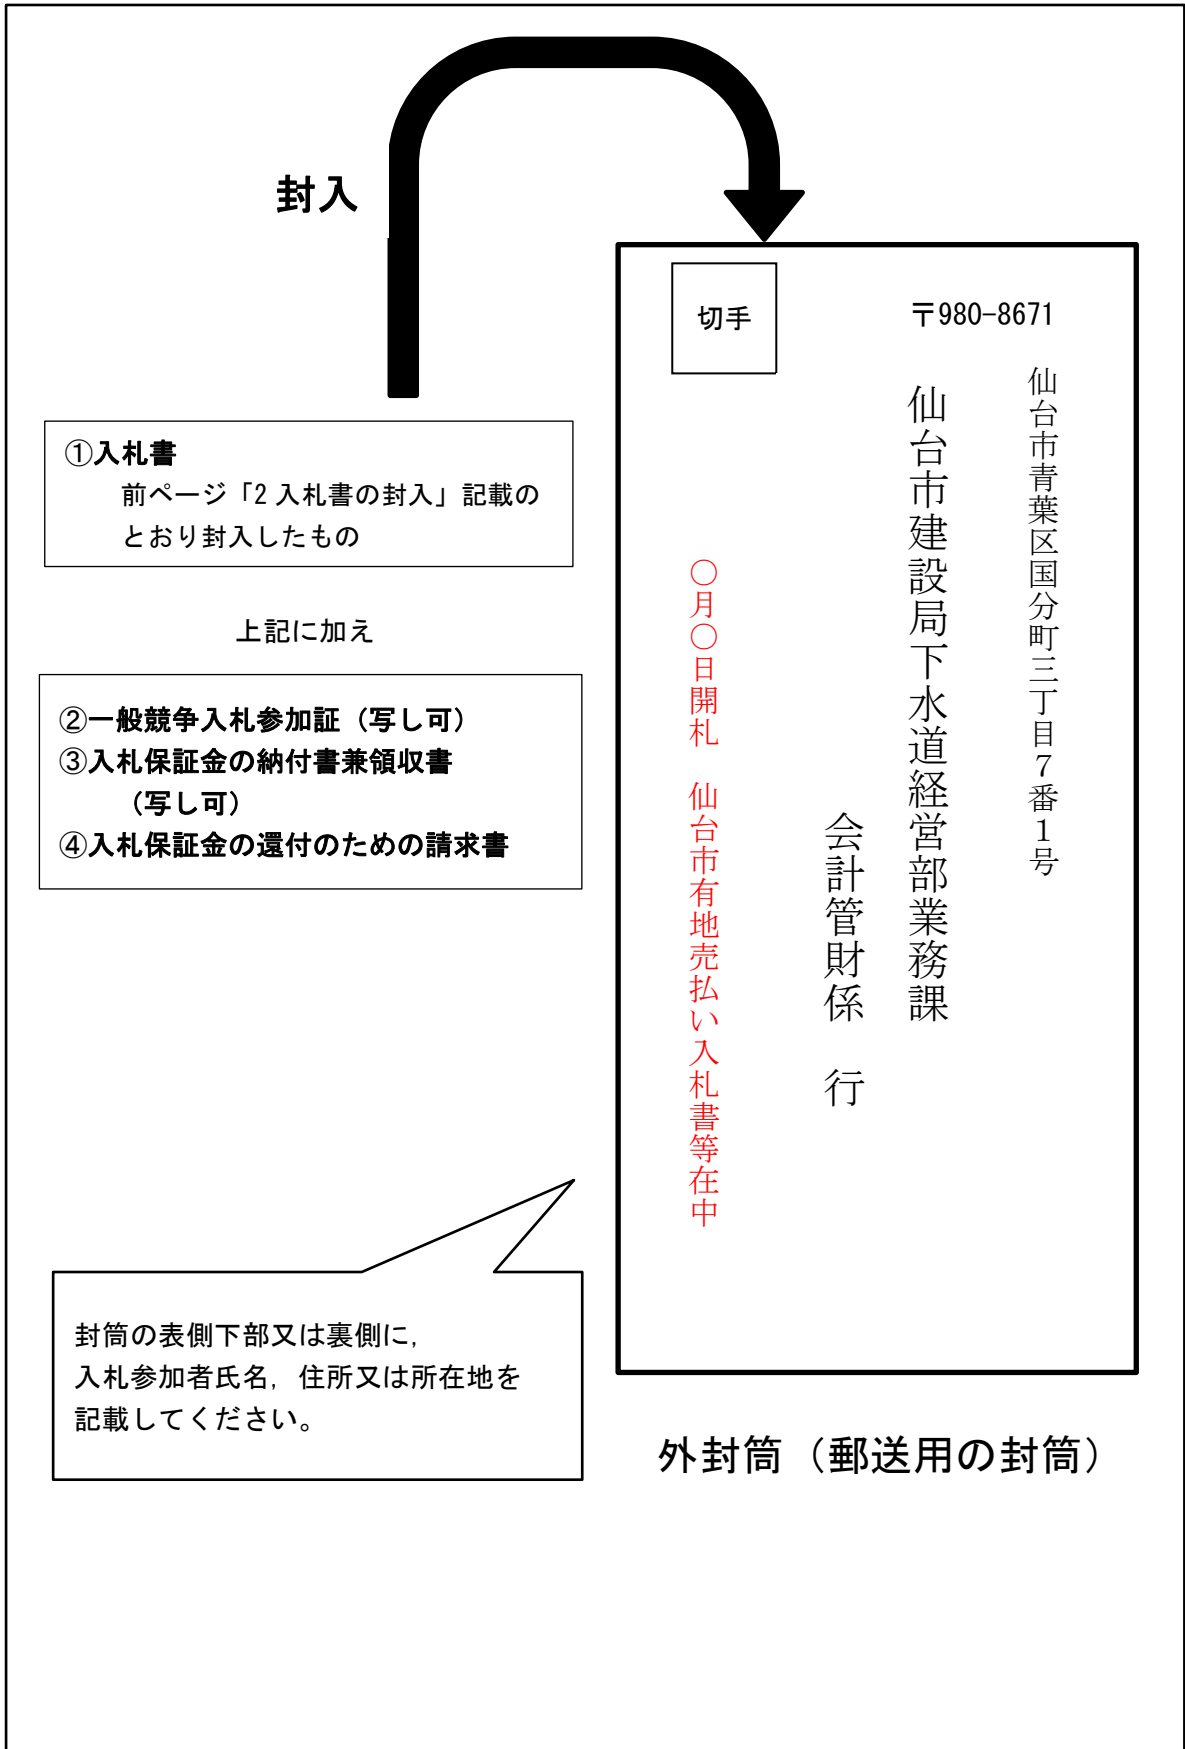 封入
①入札書
前ページ「2 入札書の封入」記載の
とおり封入したもの
上記に加え
②一般競争入札参加証（写し可）
③入札保証金の納付書兼領収書
（写し可）
④入札保証金の還付のための請求書
切手
〒980-8671
仙台市青葉区国分町三丁目７番１号
仙台市建設局下水道経営部業務課
会計管財係　行
〇月〇日開札　仙台市有地売払い入札書等在中
封筒の表側下部又は裏側に，
入札参加者氏名，住所又は所在地を
記載してください。
外封筒（郵送用の封筒）